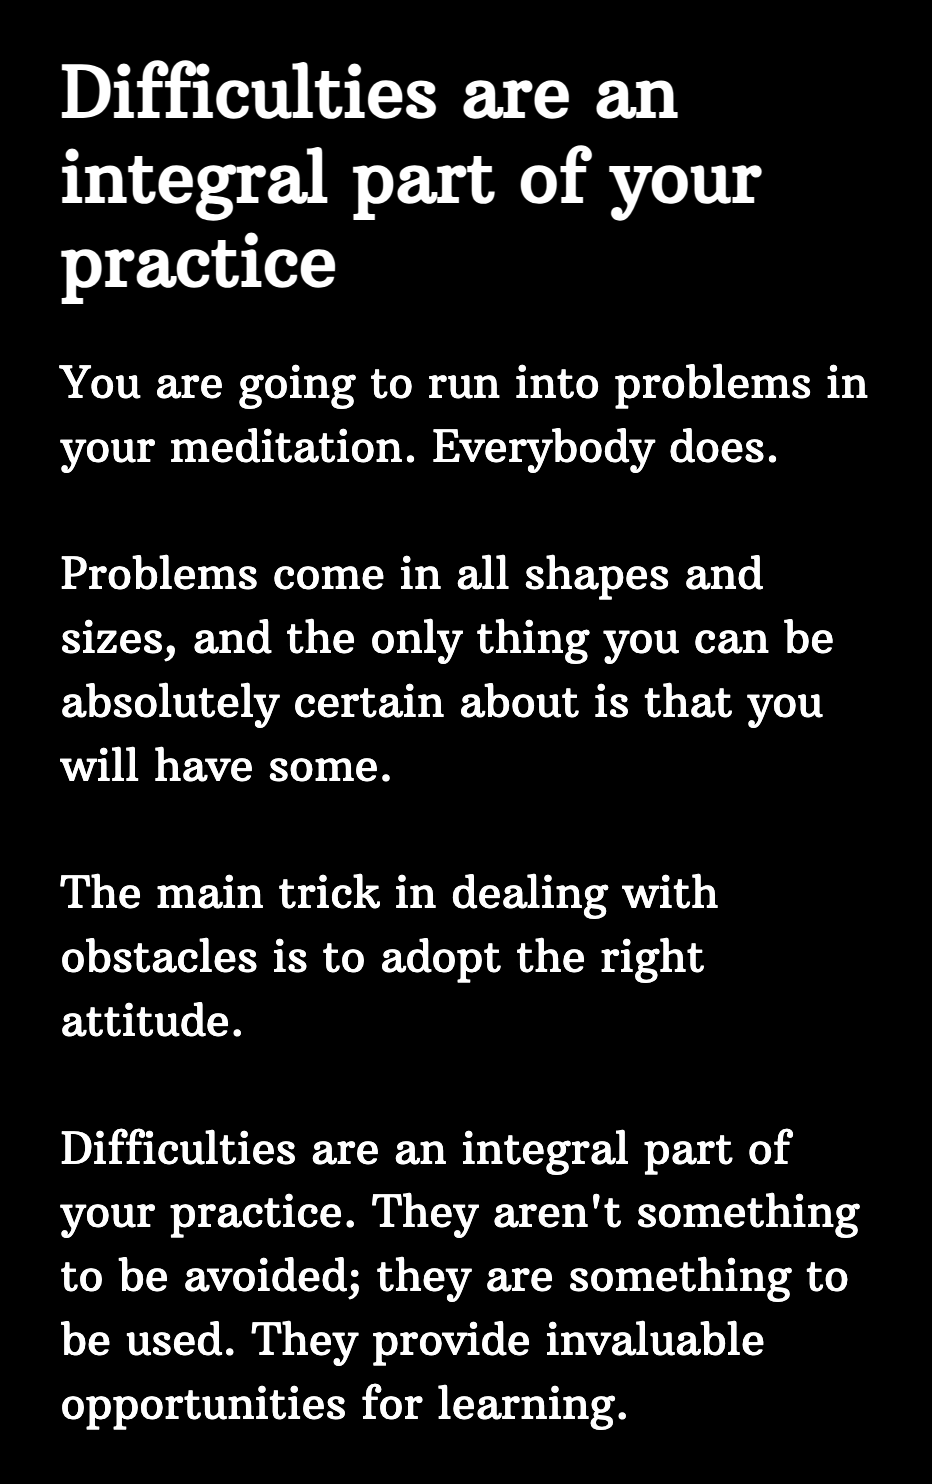 Difficulties are an
integral part of your
practice
You are going to run into problems in
your meditation. Everybody does.
Problems come in all shapes and
sizes, and the only thing you can be
absolutely certain about is that you
will have some.
The main trick in dealing with
obstacles is to adopt the right
attitude.
Difficulties are an integral part of
your practice. They aren't something
to be avoided; they are something to
be used. They provide invaluable
opportunities for learning.